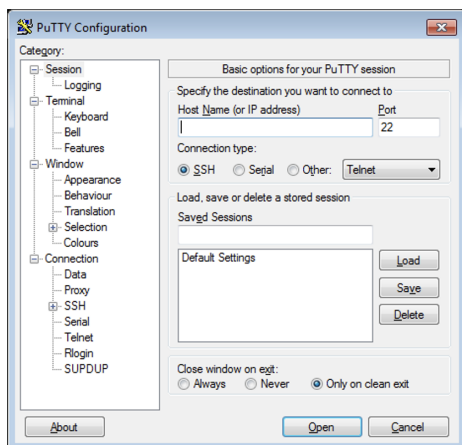 PuTTY Configuration
Category:
Session
Logging
Terminal
Keyboard
Bell
Features
Window
Appearance
Behaviour
Translation
Selection
Colours
Connection
Data
Proxy
SSH
Serial
Telnet
Rlogin
SUPDUP
Basic options for your PuTTY session
Specify the destination you want to connect to
Host Name (or IP address) Port
22
Connection type:
SSH Serial Other: Telnet
Load, save or delete a stored session
Saved Sessions
Default Settings
Load
Save
Delete
Close window on exit:
Always Never Only on clean exit
About Open Cancel